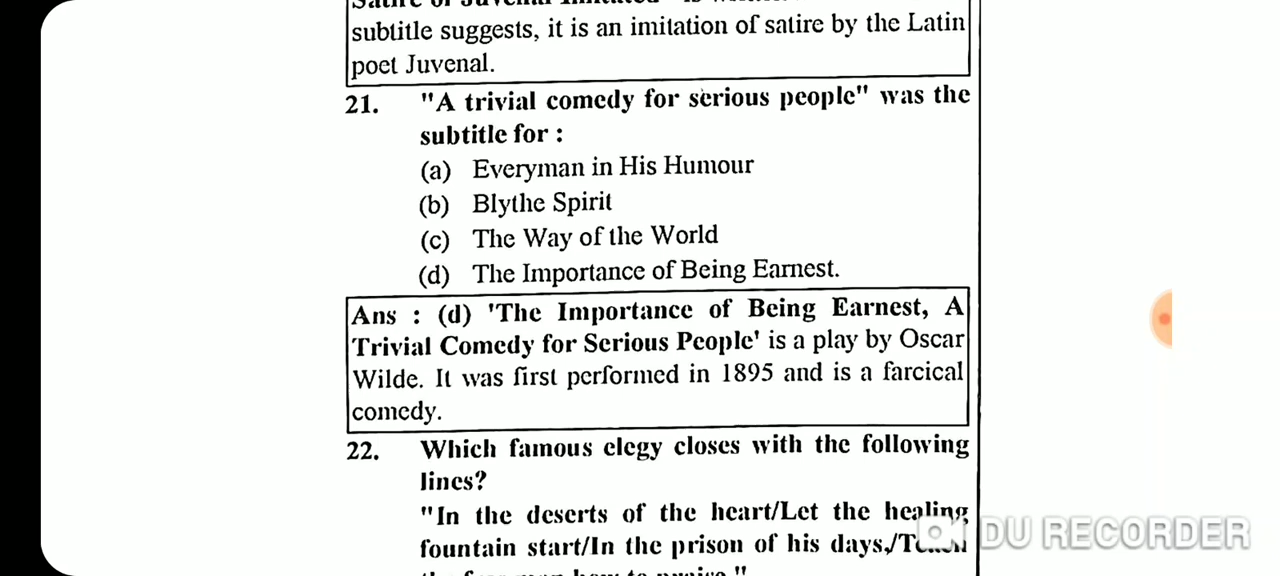 subtitle suggests, it is an imitation of satire by the Latin
poet Juvenal.
21. "A trivial comedy for serious people" was the
subtitle for :
(a) Everyman in His Humour
(b) Blythe Spirit
(c) The Way of the World
(d) The Importance of Being Earnest.
Ans : (d) 'The Importance of Being Earnest, A
Trivial Comedy for Serious People' is a play by Oscar
Wilde. It was first performed in 1895 and is a farcical
comedy.
22. Which famous elegy closes with the following
lines?
"In the deserts of the heart/Let the healing
fountain start/In the prison of his days,/
DU RECORDER